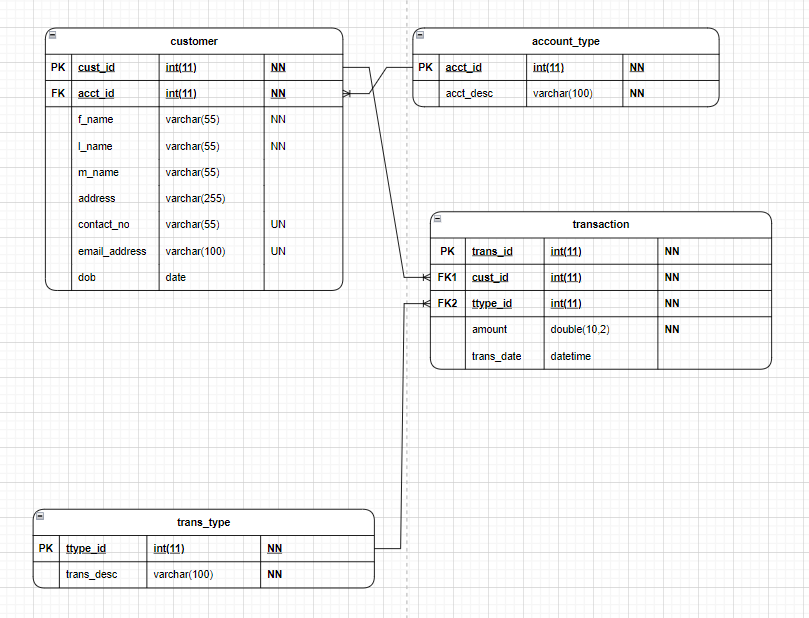 customer
PK cust_id int(11) NN
FK acct_id int(11) NN
f_name varchar(55) NN
l_name varchar(55) NN
m_name varchar(55)
address varchar(255)
contact_no varchar(55) UN
email_address varchar(100) UN
dob date
account_type
PK acct_id int(11) NN
acct_desc varchar(100) NN
transaction
PK trans_id int(11) NN
FK1 cust_id int(11) NN
FK2 ttype_id int(11) NN
amount double(10,2) NN
trans_date datetime
trans_type
PK ttype_id int(11) NN
trans_desc varchar(100) NN